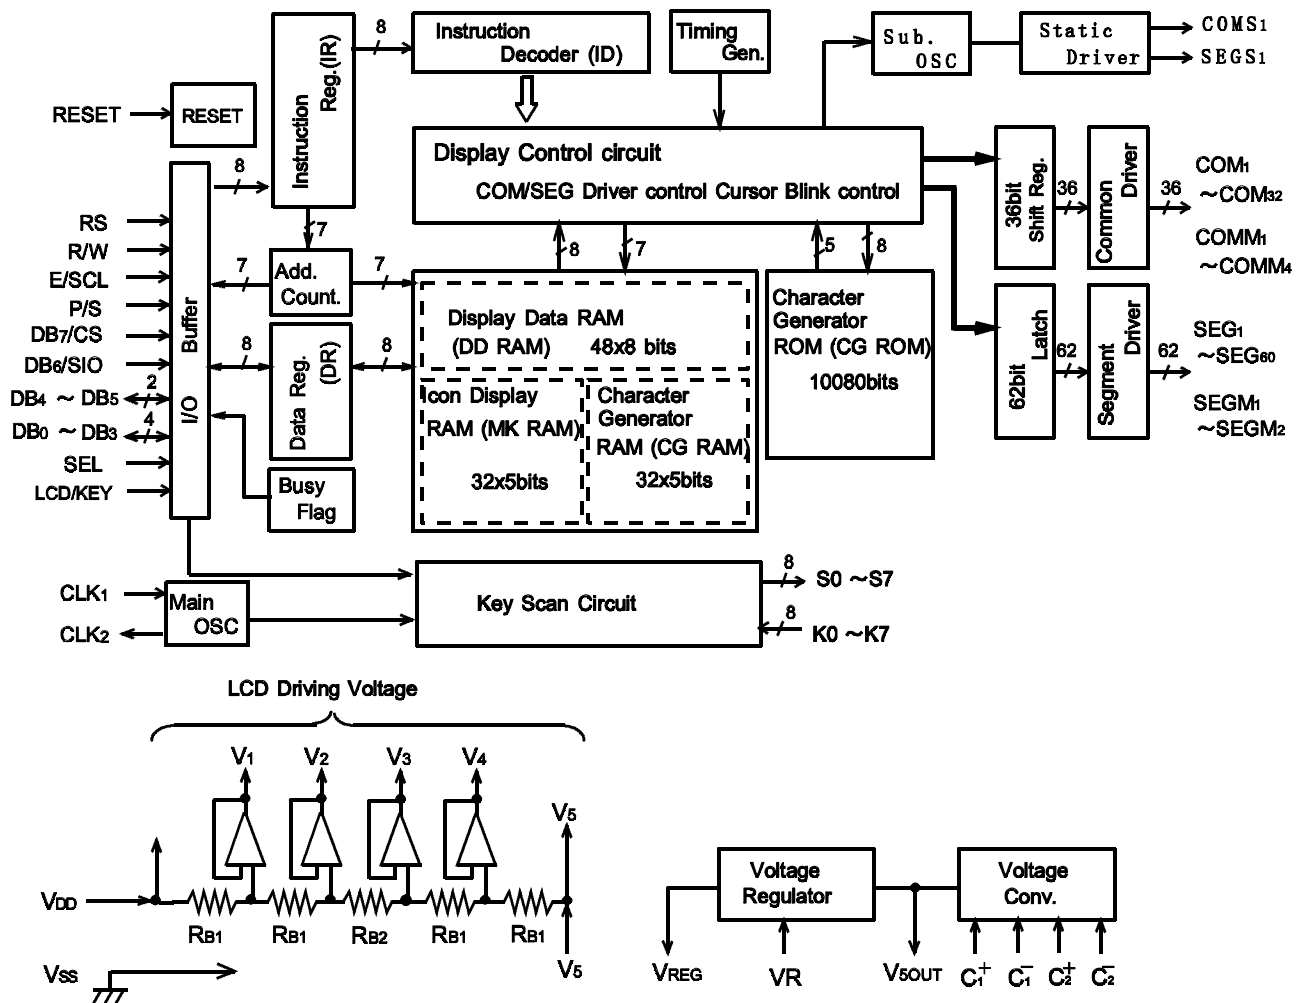 Instruction
Reg.(IR)
8
Instruction
Decoder (ID)
Timing
Gen.
Sub.
OSC
Static
Driver
COMS1
SEGS1
RESET
RESET
8
7
Display Control circuit
COM/SEG Driver control Cursor Blink control
36bit
Shift Reg.
36
Common
Driver
36
COM1
～COM32
COMM1
～COMM4
RS
R/W
E/SCL
P/S
DB7/CS
DB6/SIO
DB4 ～ DB5
2
DB0 ～ DB3
4
SEL
LCD/KEY
I/O Buffer
7
Add.
Count.
7
8
7
5
8
8
Data Reg.
(DR)
8
Busy
Flag
Display Data RAM
(DD RAM) 48x8 bits
Icon Display
RAM (MK RAM)
32x5bits
Character
Generator
RAM (CG RAM)
32x5bits
Character
Generator
ROM (CG ROM)
10080bits
62bit
Latch
62
Segment
Driver
62
SEG1
～SEG60
SEGM1
～SEGM2
CLK1
CLK2
Main
OSC
Key Scan Circuit
8
S0 ～S7
8
K0 ～K7
LCD Driving Voltage
V1
V2
V3
V4
V5
VDD
RB1
RB1
RB2
RB1
RB1
V5
VSS
Voltage
Regulator
Voltage
Conv.
VREG
VR
V5OUT
C1+
C1−
C2+
C2−